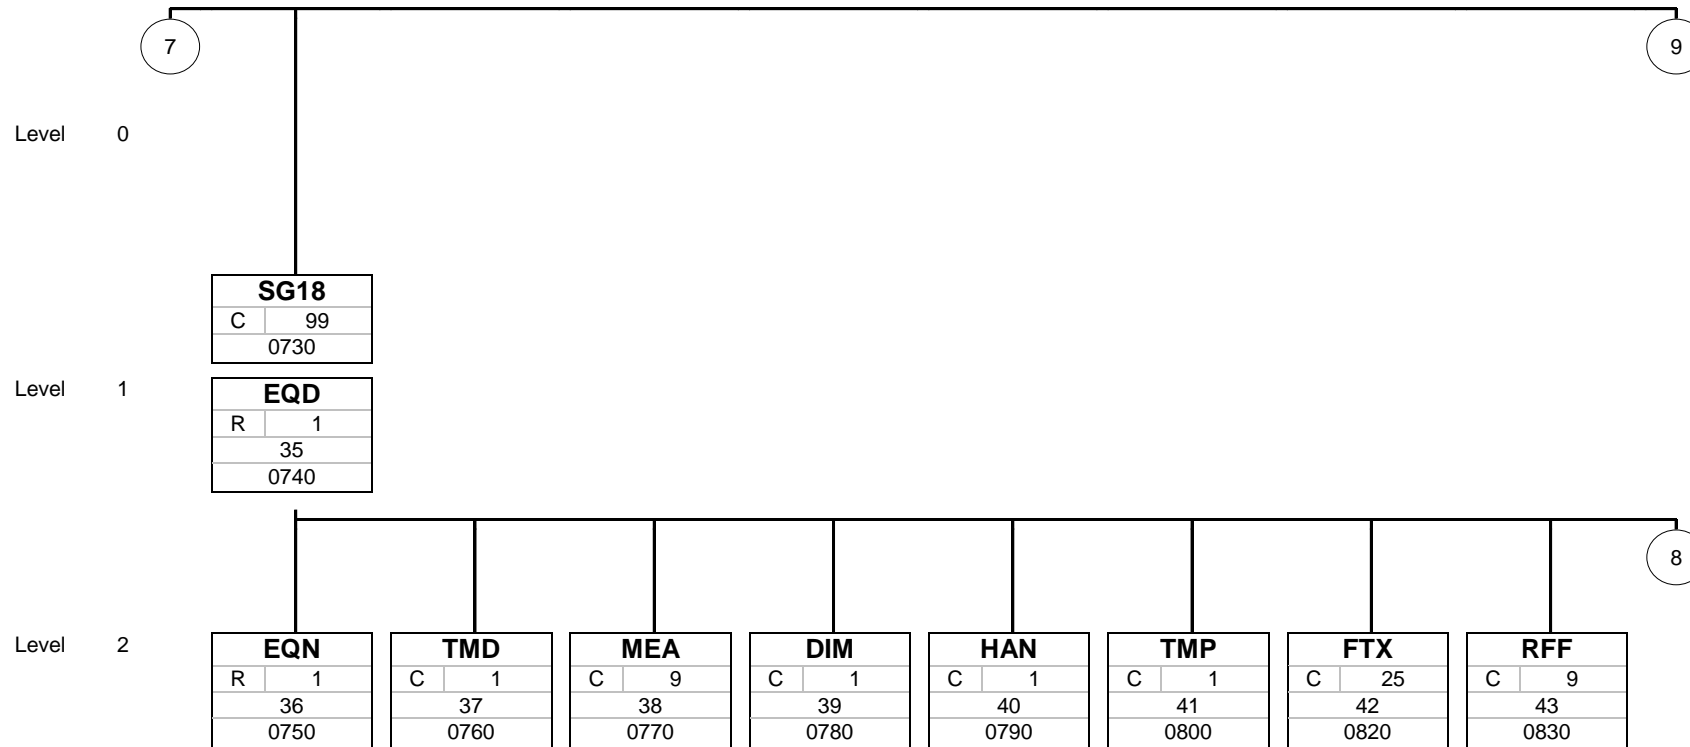 7 9
Level 0
SG18
C 99
0730
Level 1
EQD
R 1
35
0740
8
Level 2
EQN TMD MEA DIM HAN TMP FTX RFF
R 1 C 1 C 9 C 1 C 1 C 1 C 25 C 9
36 37 38 39 40 41 42 43
0750 0760 0770 0780 0790 0800 0820 0830